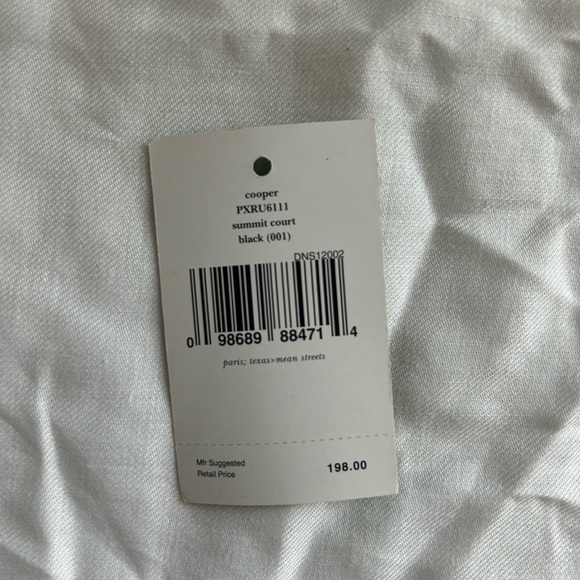 cooper
PXRU6111
summit court
black (001)
DNS12002
0 98689 88471 4
paris; texas>mean streets
Mfr Suggested
Retail Price
198.00